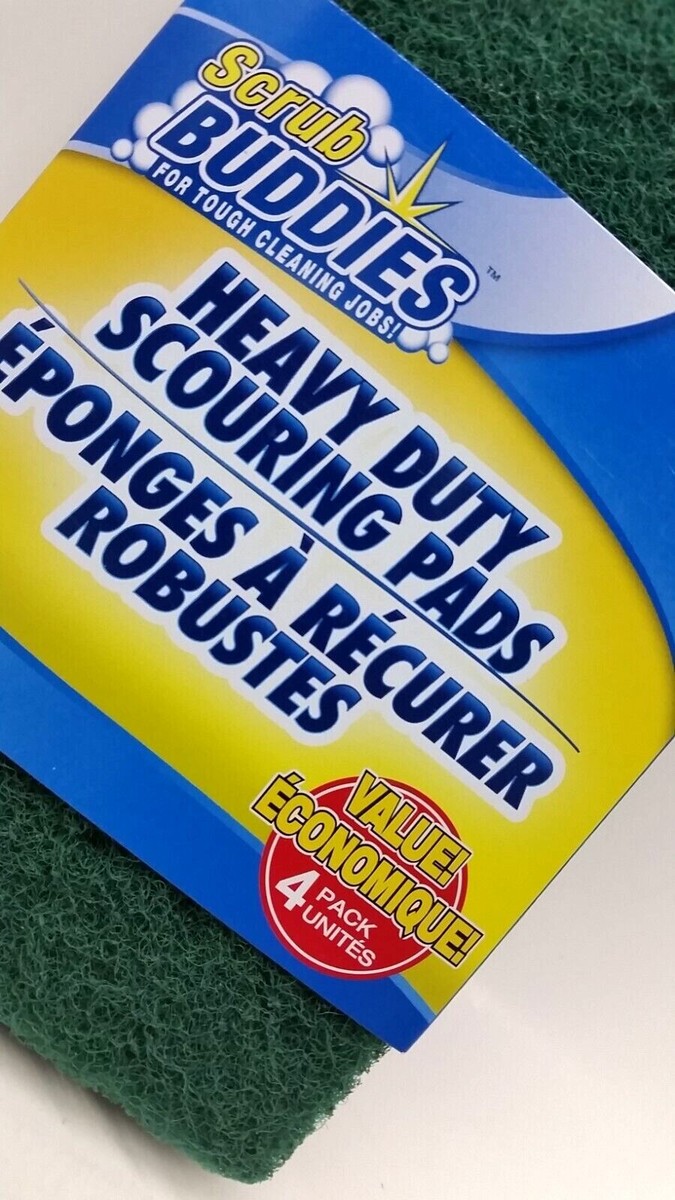 Scrub
BUDDIES
FOR TOUGH CLEANING JOBS!
™
HEAVY DUTY
SCOURING PADS
ÉPONGES À RÉCURER
ROBUSTES
VALUE!
ÉCONOMIQUE!
4 PACK
UNITÉS